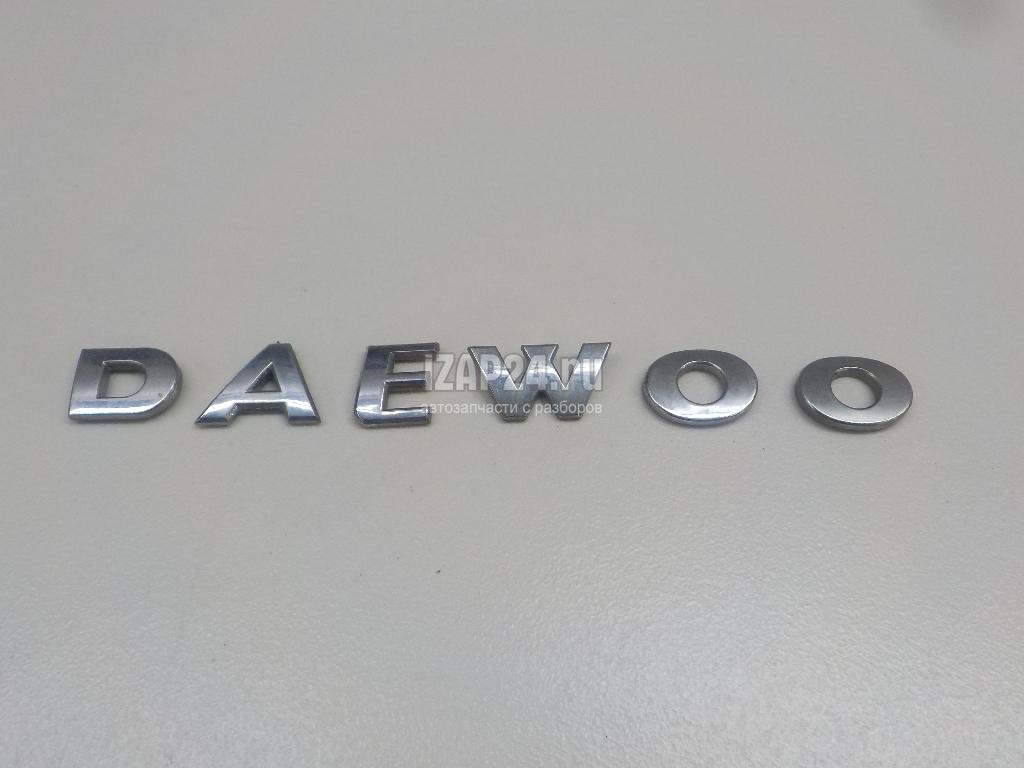 DAEWOO
iZAP24.ru
автозапчасти с разборов